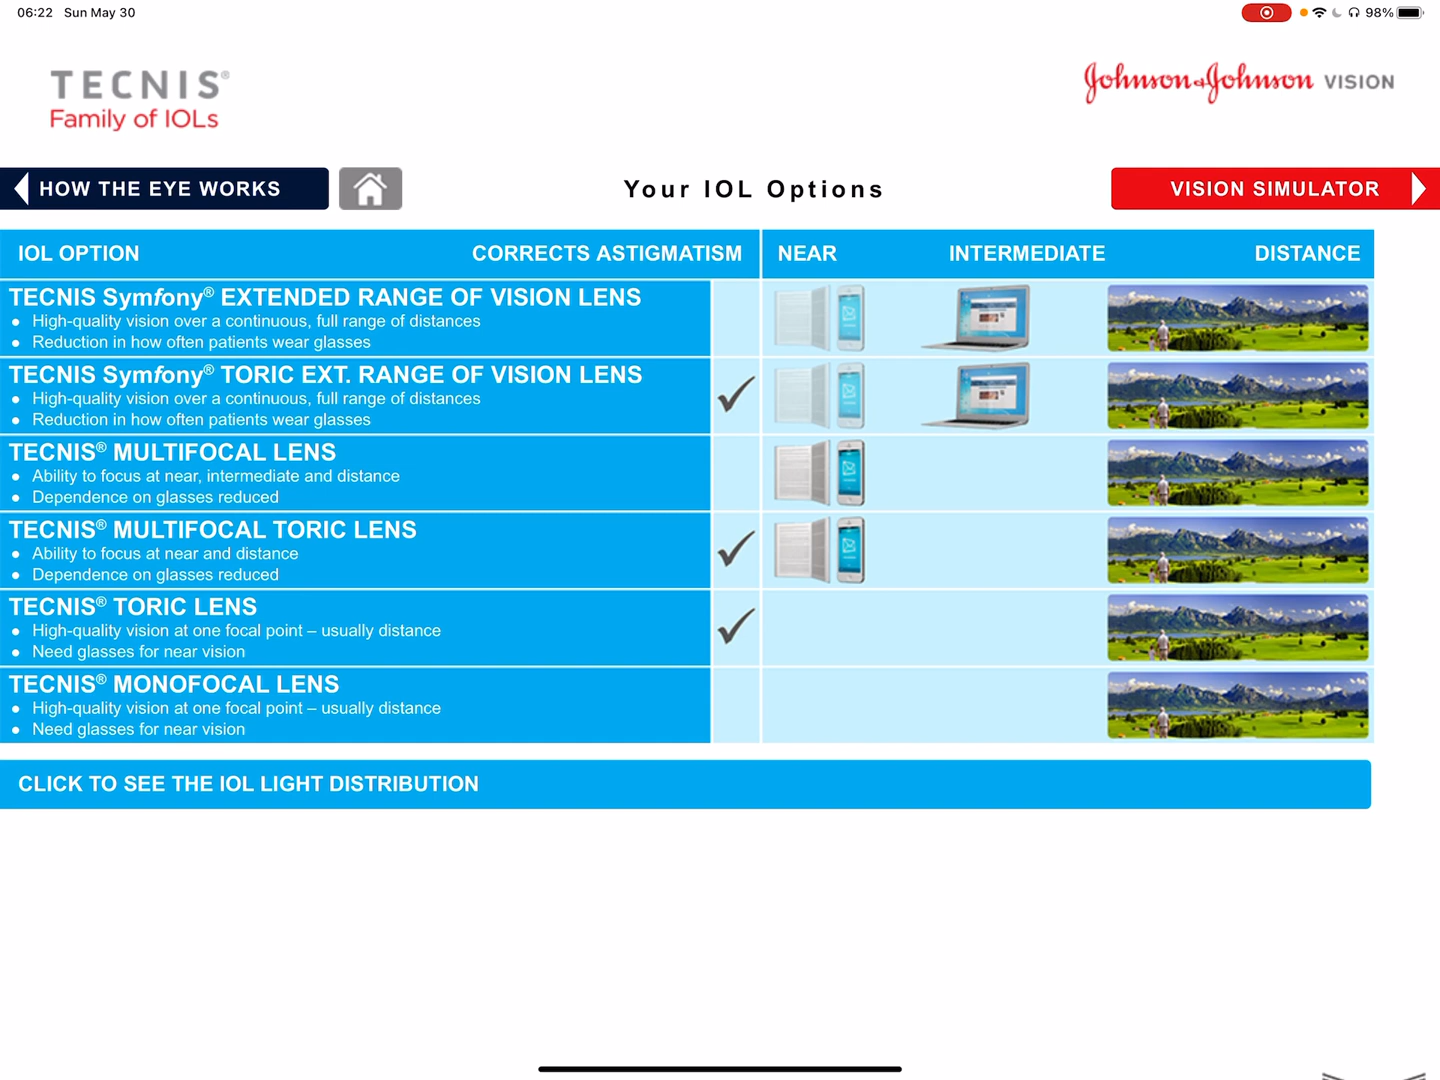 06:22 Sun May 30
98%
TECNIS®
Family of IOLs
Johnson & Johnson VISION
HOW THE EYE WORKS
Your IOL Options
VISION SIMULATOR
IOL OPTION CORRECTS ASTIGMATISM NEAR INTERMEDIATE DISTANCE
TECNIS Symfony® EXTENDED RANGE OF VISION LENS
• High-quality vision over a continuous, full range of distances
• Reduction in how often patients wear glasses
TECNIS Symfony® TORIC EXT. RANGE OF VISION LENS
• High-quality vision over a continuous, full range of distances
• Reduction in how often patients wear glasses
TECNIS® MULTIFOCAL LENS
• Ability to focus at near, intermediate and distance
• Dependence on glasses reduced
TECNIS® MULTIFOCAL TORIC LENS
• Ability to focus at near and distance
• Dependence on glasses reduced
TECNIS® TORIC LENS
• High-quality vision at one focal point – usually distance
• Need glasses for near vision
TECNIS® MONOFOCAL LENS
• High-quality vision at one focal point – usually distance
• Need glasses for near vision
CLICK TO SEE THE IOL LIGHT DISTRIBUTION